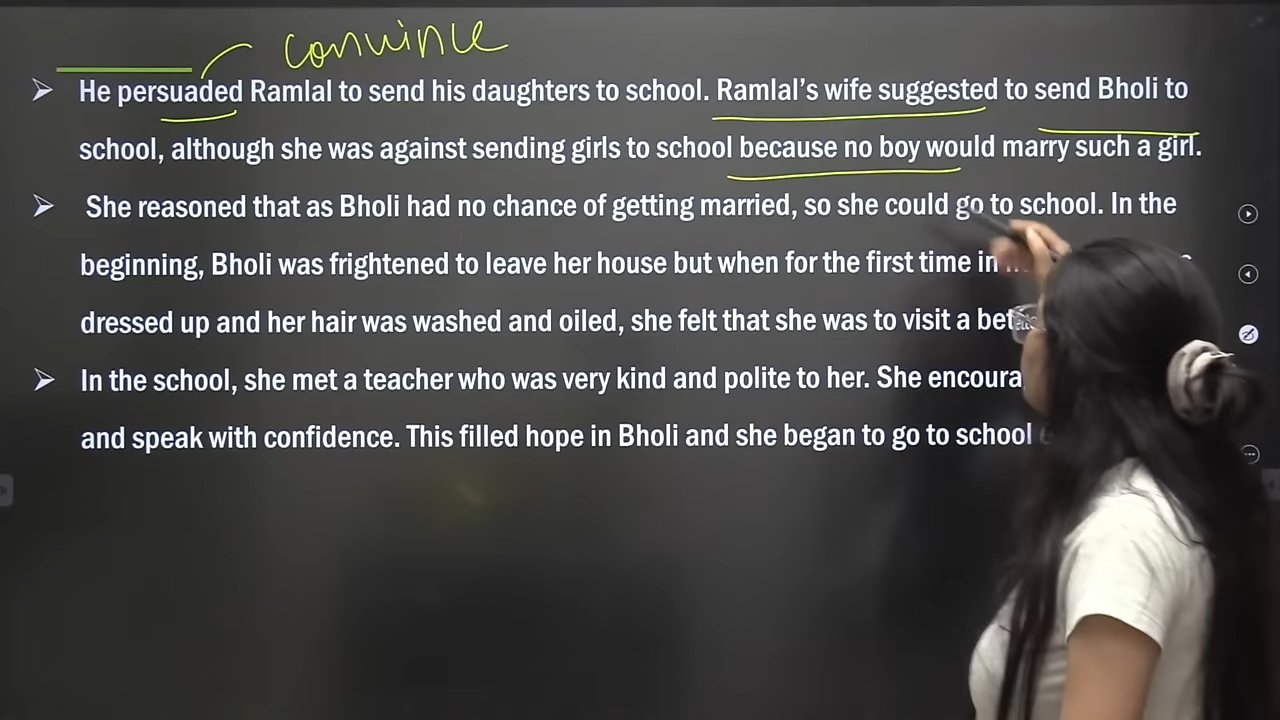 convince
➤ He persuaded Ramlal to send his daughters to school. Ramlal's wife suggested to send Bholi to
school, although she was against sending girls to school because no boy would marry such a girl.
➤ She reasoned that as Bholi had no chance of getting married, so she could go to school. In the
beginning, Bholi was frightened to leave her house but when for the first time in
dressed up and her hair was washed and oiled, she felt that she was to visit a
➤ In the school, she met a teacher who was very kind and polite to her. She
and speak with confidence. This filled hope in Bholi and she began to go to school